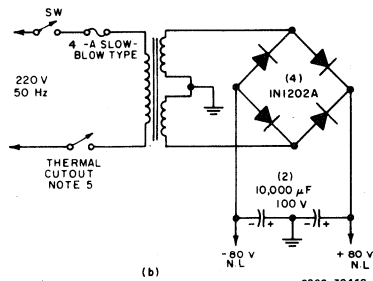 SW
4 -A SLOW-
BLOW TYPE
220 V
50 Hz
THERMAL
CUTOUT
NOTE 5
(4)
IN1202A
(2)
10,000 µF
100 V
- + - +
-80 V
N.L
+80 V
N.L
(b)